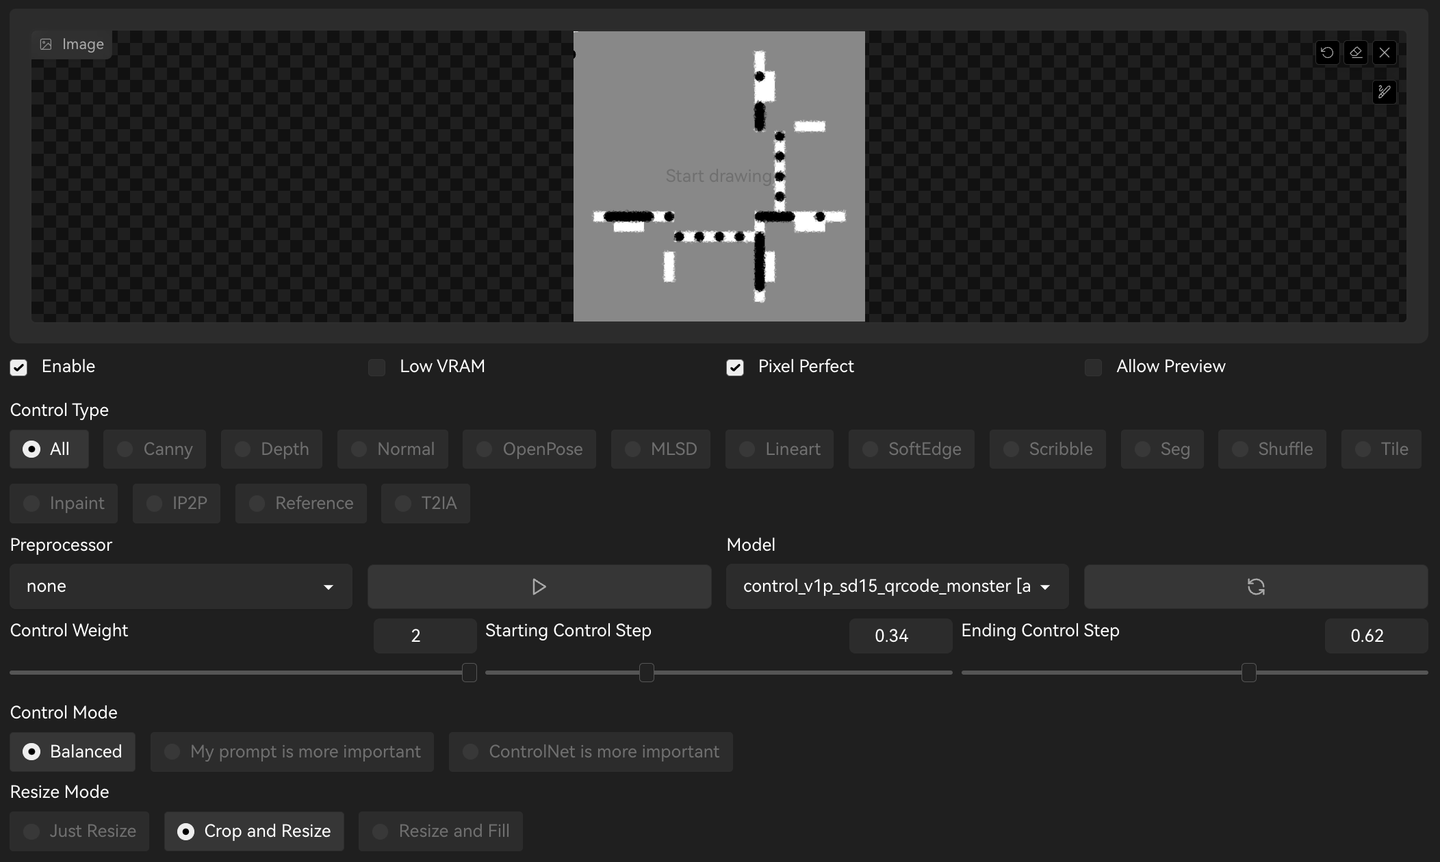 Image
Start drawing
Enable
Low VRAM
Pixel Perfect
Allow Preview
Control Type
All
Canny
Depth
Normal
OpenPose
MLSD
Lineart
SoftEdge
Scribble
Seg
Shuffle
Tile
Inpaint
IP2P
Reference
T2IA
Preprocessor
Model
none
control_v1p_sd15_qrcode_monster [a
Control Weight
2
Starting Control Step
0.34
Ending Control Step
0.62
Control Mode
Balanced
My prompt is more important
ControlNet is more important
Resize Mode
Just Resize
Crop and Resize
Resize and Fill